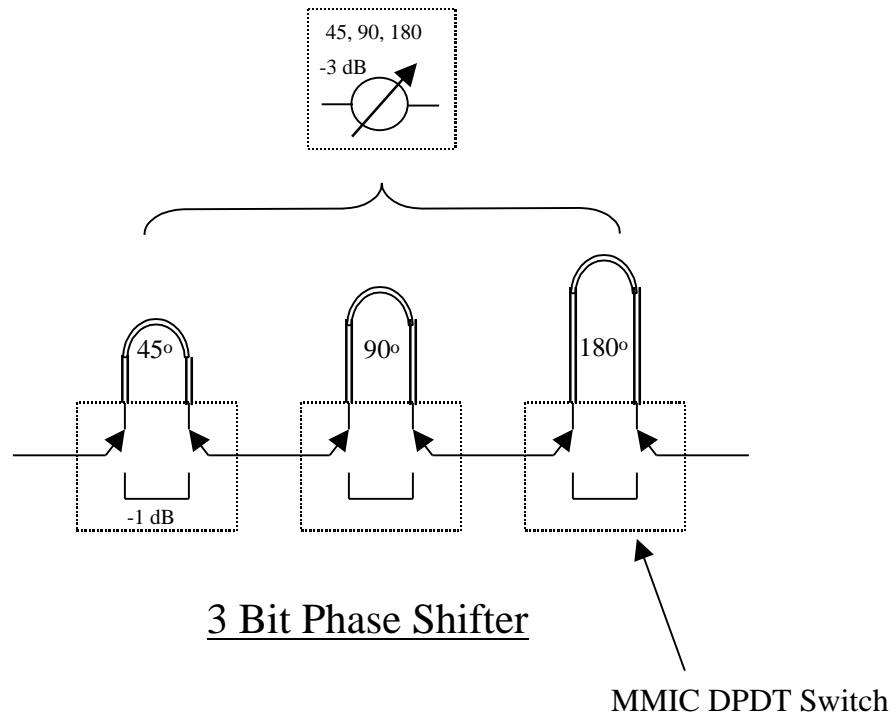 45, 90, 180
-3 dB
45o
90o
180o
-1 dB
3 Bit Phase Shifter
MMIC DPDT Switch